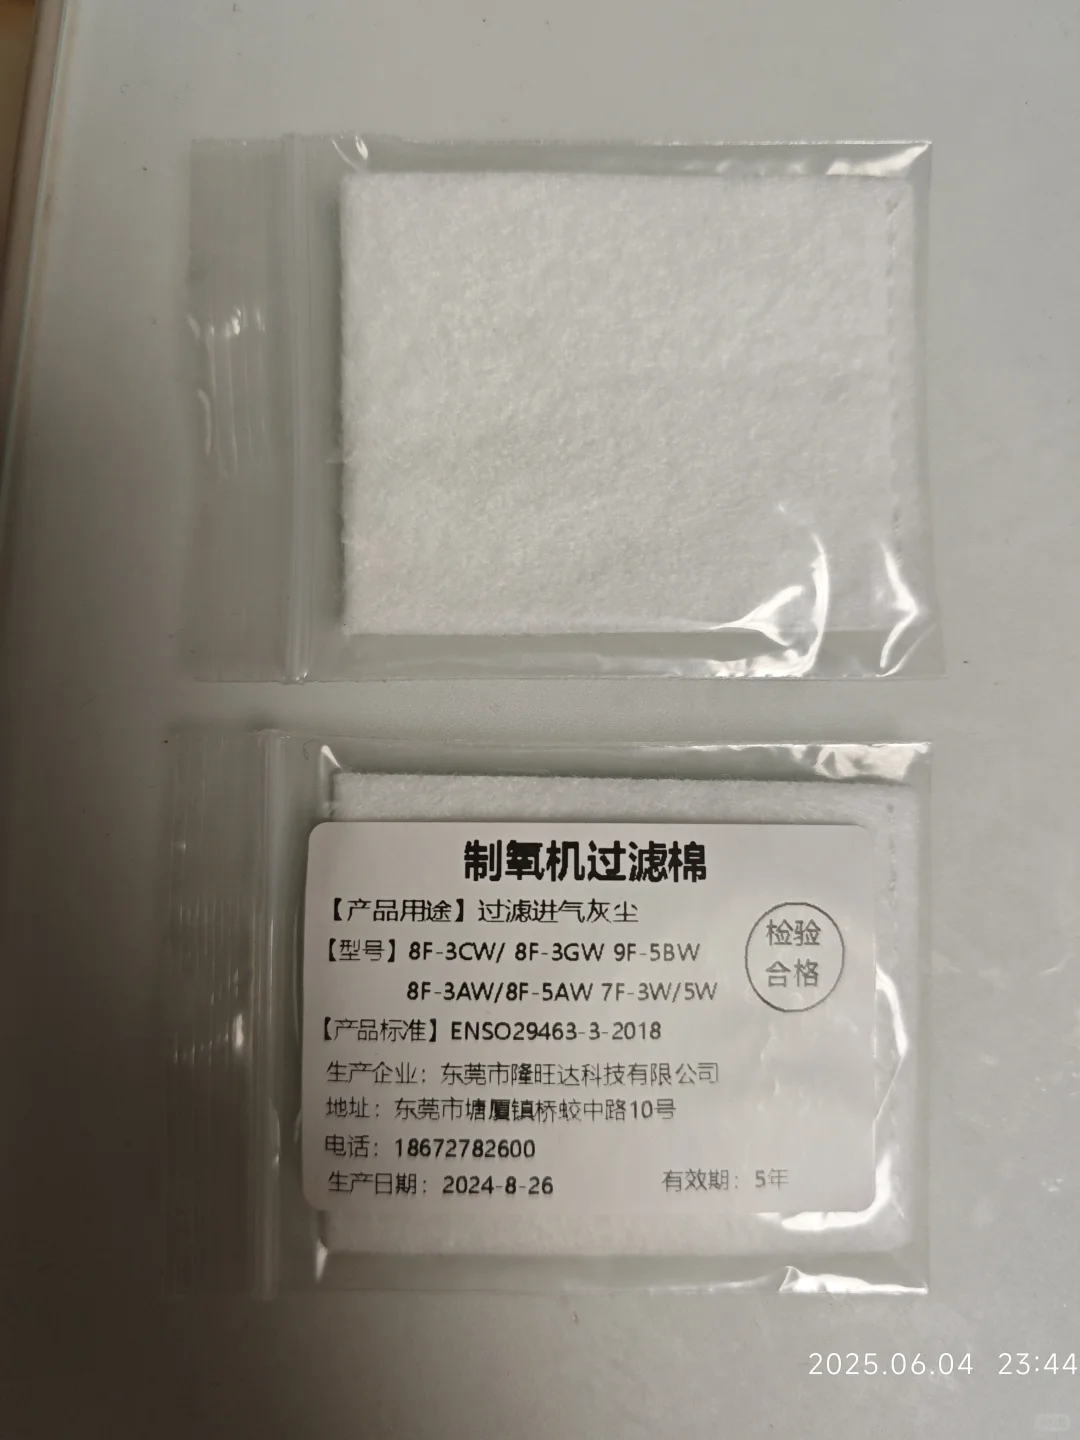 制氧机过滤棉
【产品用途】过滤进气灰尘
【型号】8F-3CW/ 8F-3GW 9F-5BW
8F-3AW/8F-5AW 7F-3W/5W
检验
合格
【产品标准】ENSO29463-3-2018
生产企业：东莞市隆旺达科技有限公司
地址：东莞市塘厦镇桥蛟中路10号
电话：18672782600
生产日期：2024-8-26 有效期：5年
2025.06.04 23:44